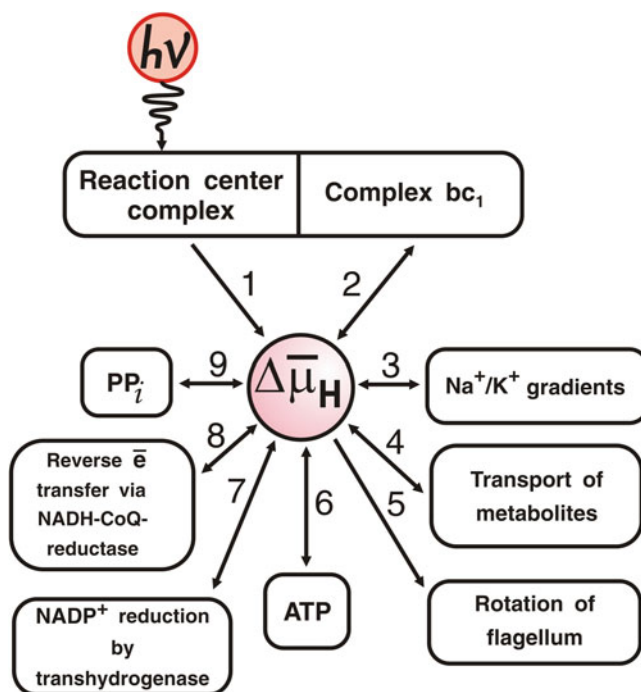 hν
Reaction center
complex
Complex bc₁
1
2
PPᵢ
9
Δμ̅H
3
Na⁺/K⁺ gradients
8
4
Reverse e̅
transfer via
NADH-CoQ-
reductase
7
6
5
Transport of
metabolites
NADP⁺ reduction
by
transhydrogenase
ATP
Rotation of
flagellum